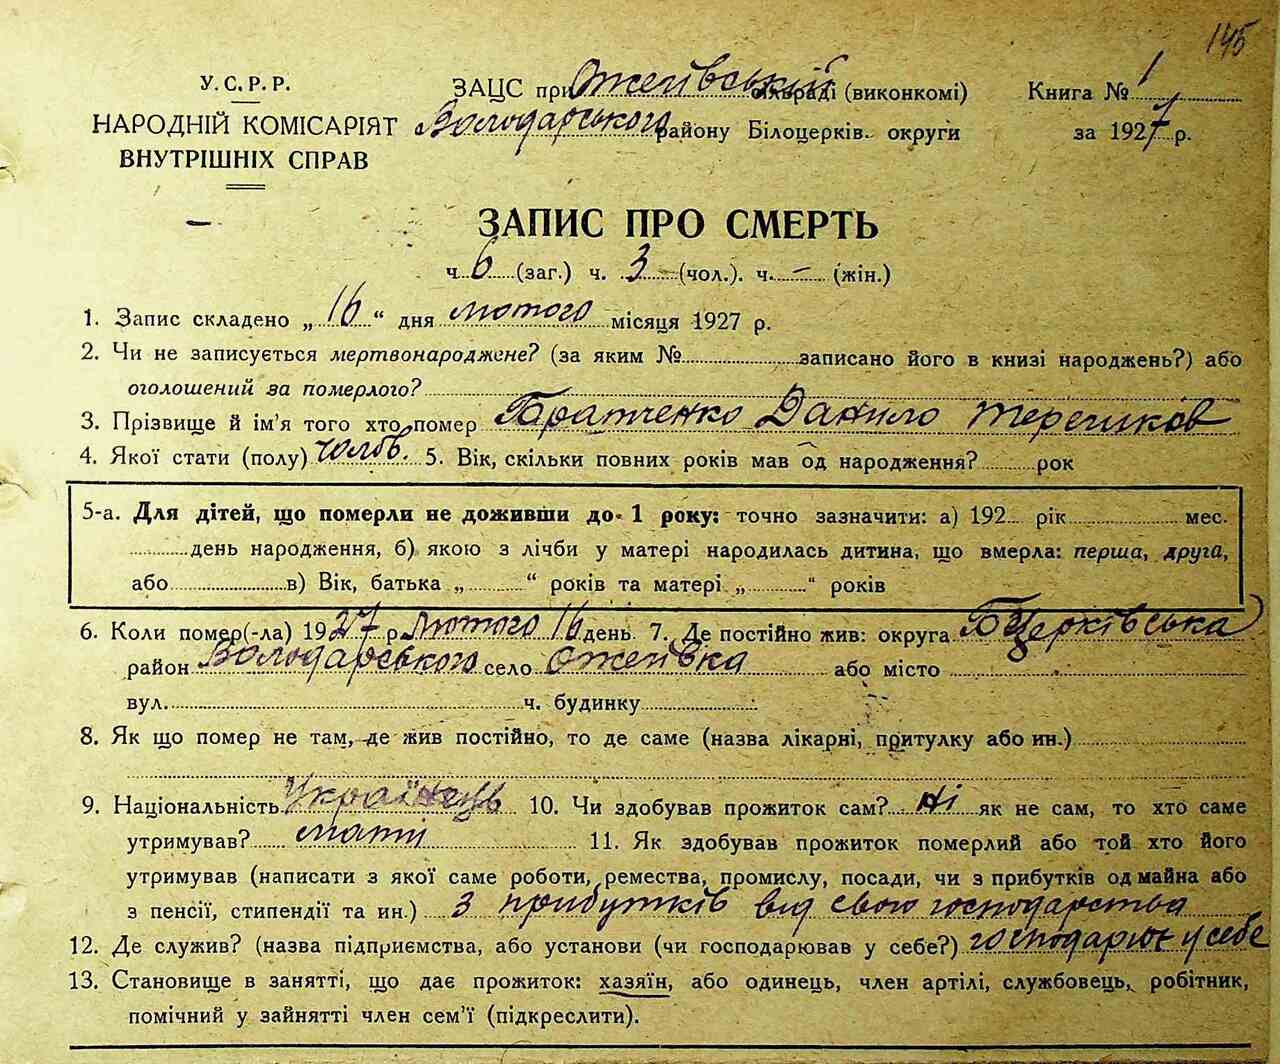 145
У.С.Р.Р.
НАРОДНІЙ КОМІСАРІЯТ
ВНУТРІШНІХ СПРАВ
ЗАЦС при Ожеївській сільраді (виконкомі)
Володарського району Білоцерків. округи
Книга № 1
за 1927 р.
ЗАПИС ПРО СМЕРТЬ
ч. 6 (заг.) ч. 3 (чол.). ч. - (жін.)
1. Запис складено „16“ дня лютого місяця 1927 р.
2. Чи не записується мертвонароджене? (за яким № записано його в книзі народжень?) або
оголошений за померлого?
3. Прізвище й ім'я того хто помер Братченко Данило Терешков
4. Якої стати (полу) чолов. 5. Вік, скільки повних років мав од народження? рок
5-а. Для дітей, що померли не доживши до 1 року: точно зазначити: а) 192 рік мес.
день народження, б) якою з лічби у матері народилась дитина, що вмерла: перша, друга,
або в) Вік, батька „ “ років та матері „ “ років
6. Коли помер(-ла) 1927 р. Лютого 16 день. 7. Де постійно жив: округа БЦерківська
район Володарського село Ожеївка або місто
вул. ч. будинку
8. Як що помер не там, де жив постійно, то де саме (назва лікарні, притулку або ин.)
9. Національність Українець 10. Чи здобував прожиток сам? Ні як не сам, то хто саме
утримував? мати 11. Як здобував прожиток померлий або той хто його
утримував (написати з якої саме роботи, ремества, промислу, посади, чи з прибутків од майна або
з пенсії, стипендії та ин.) З прибутків від свого господарства
12. Де служив? (назва підприємства, або установи (чи господарював у себе?) господарює у себе
13. Становище в занятті, що дає прожиток: хазяїн, або одинець, член артілі, службовець, робітник,
помічний у зайнятті член сем'ї (підкреслити).